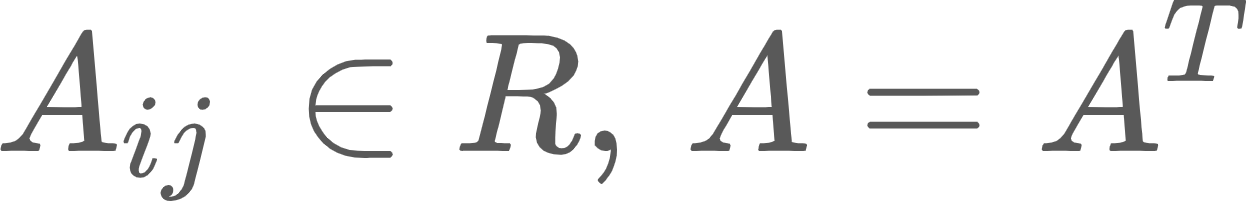 A_{ij} ∈ R, A = A^T